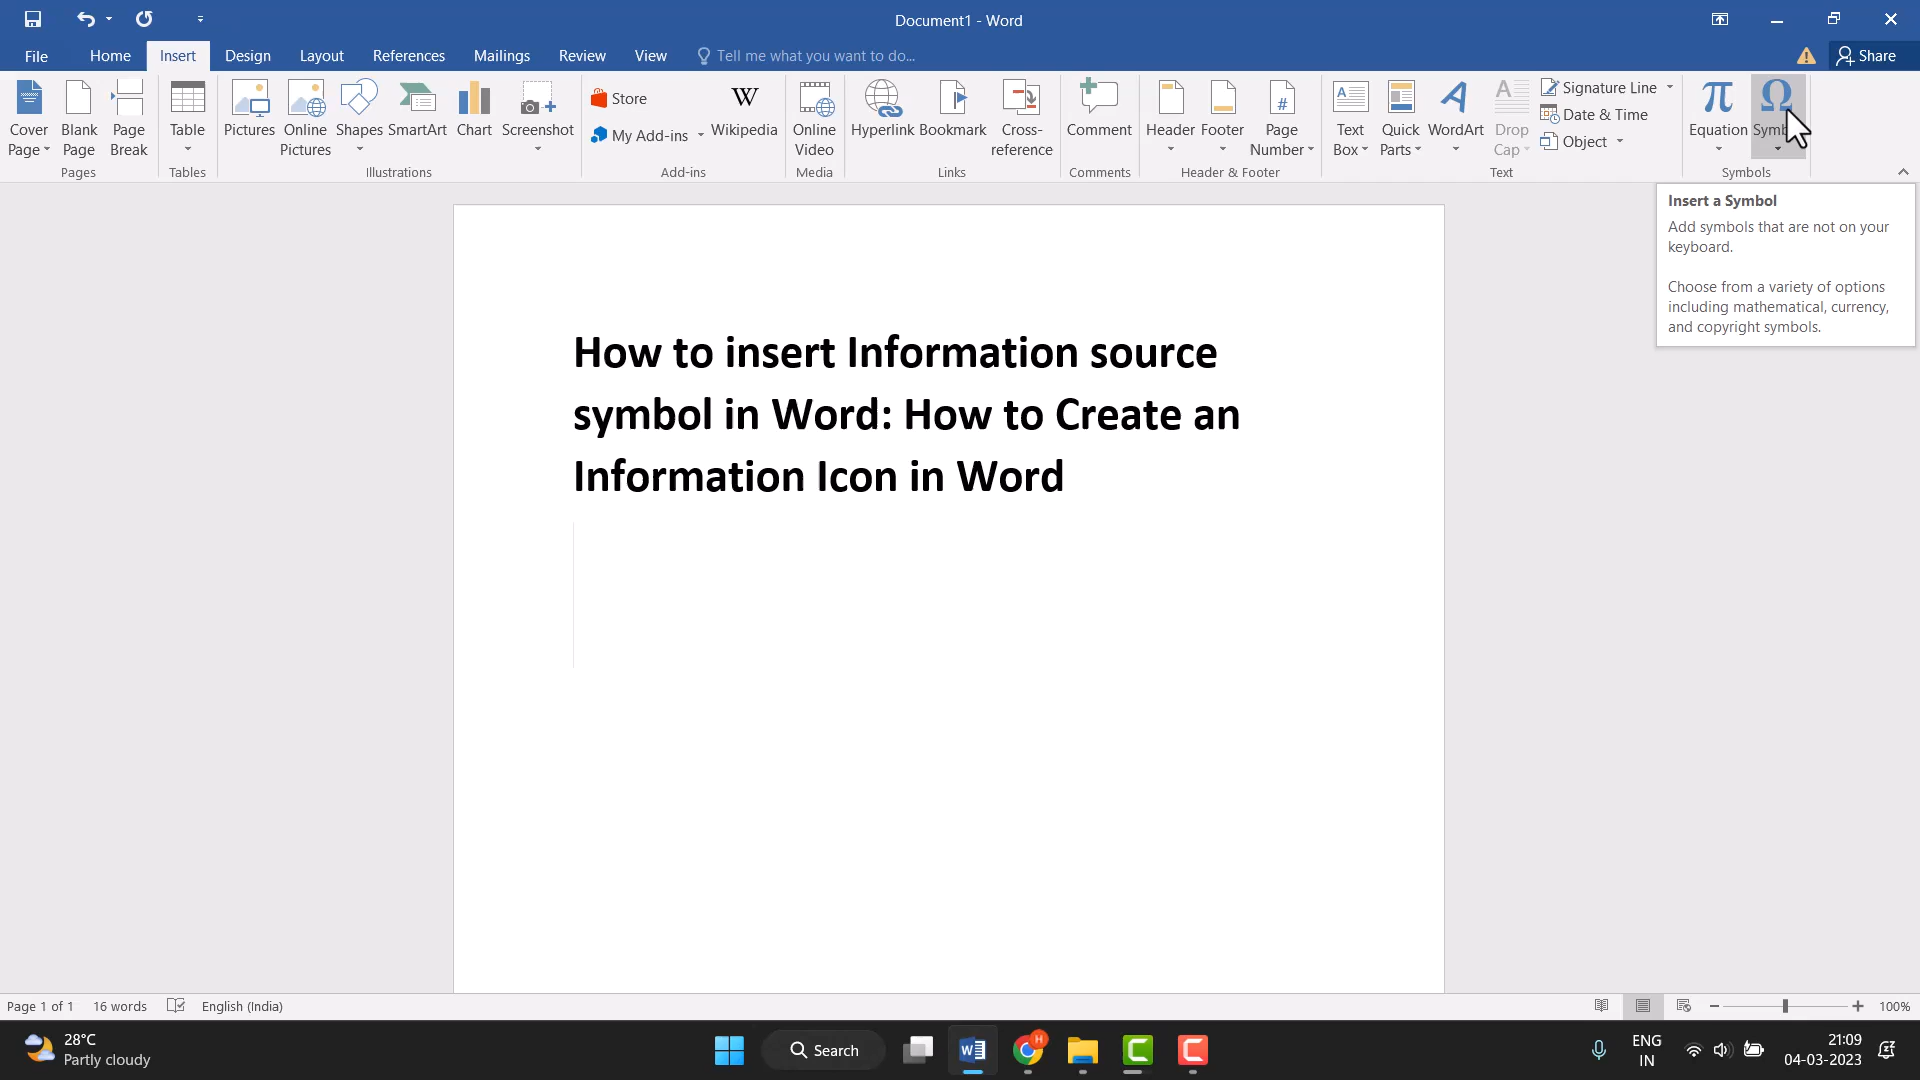 Document1 - Word
File Home Insert Design Layout References Mailings Review View Tell me what you want to do... Share
Cover Page
Blank Page
Page Break
Pages
Table
Tables
Pictures
Online Pictures
Shapes
SmartArt
Chart
Screenshot
Illustrations
Store
My Add-ins
W
Wikipedia
Add-ins
Online Video
Media
Hyperlink
Bookmark
Cross-reference
Links
Comment
Comments
Header
Footer
#
Page Number
Header & Footer
A
Text Box
Quick Parts
A
WordArt
A
Drop Cap
Signature Line
Date & Time
Object
Text
π
Equation
Ω
Symbols
Insert a Symbol
Add symbols that are not on your
keyboard.
Choose from a variety of options
including mathematical, currency,
and copyright symbols.
How to insert Information source
symbol in Word: How to Create an
Information Icon in Word
Page 1 of 1 16 words English (India) 100%
28°C
Partly cloudy
Search
H
ENG
IN
21:09
04-03-2023